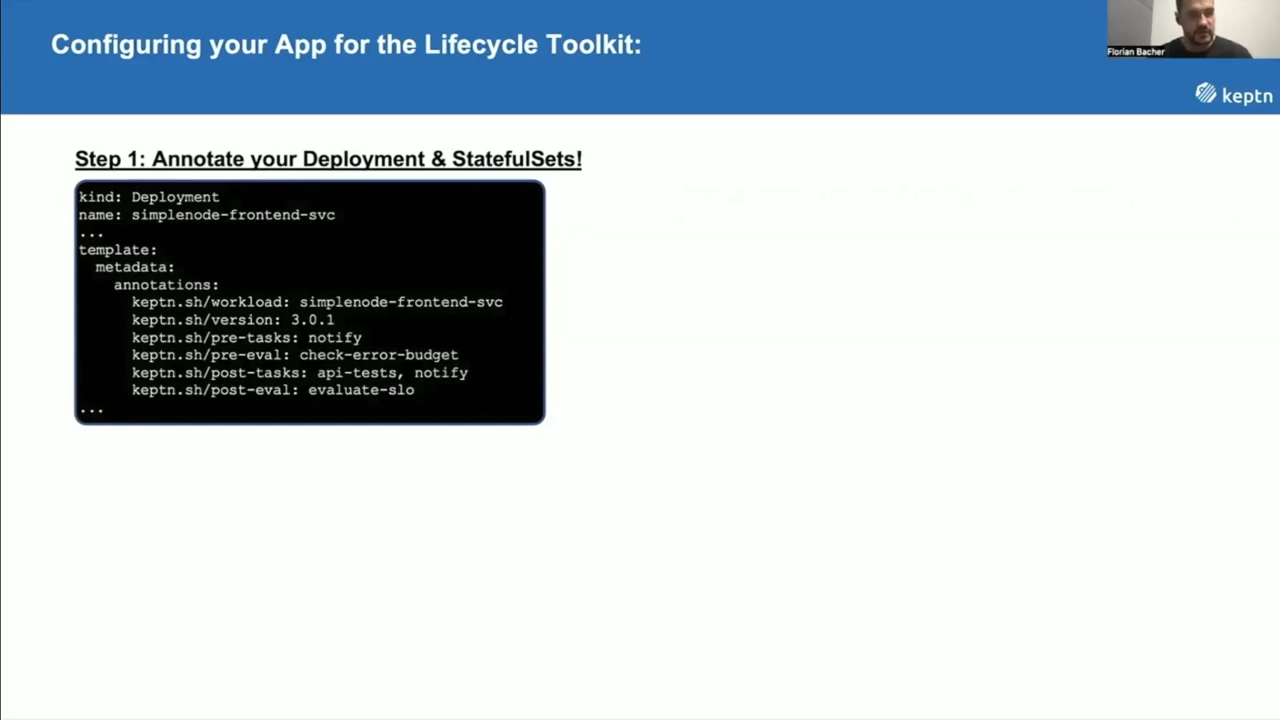 Configuring your App for the Lifecycle Toolkit:
Florian Bacher
keptn
Step 1: Annotate your Deployment & StatefulSets!
kind: Deployment
name: simplenode-frontend-svc
...
template:
  metadata:
    annotations:
      keptn.sh/workload: simplenode-frontend-svc
      keptn.sh/version: 3.0.1
      keptn.sh/pre-tasks: notify
      keptn.sh/pre-eval: check-error-budget
      keptn.sh/post-tasks: api-tests, notify
      keptn.sh/post-eval: evaluate-slo
...